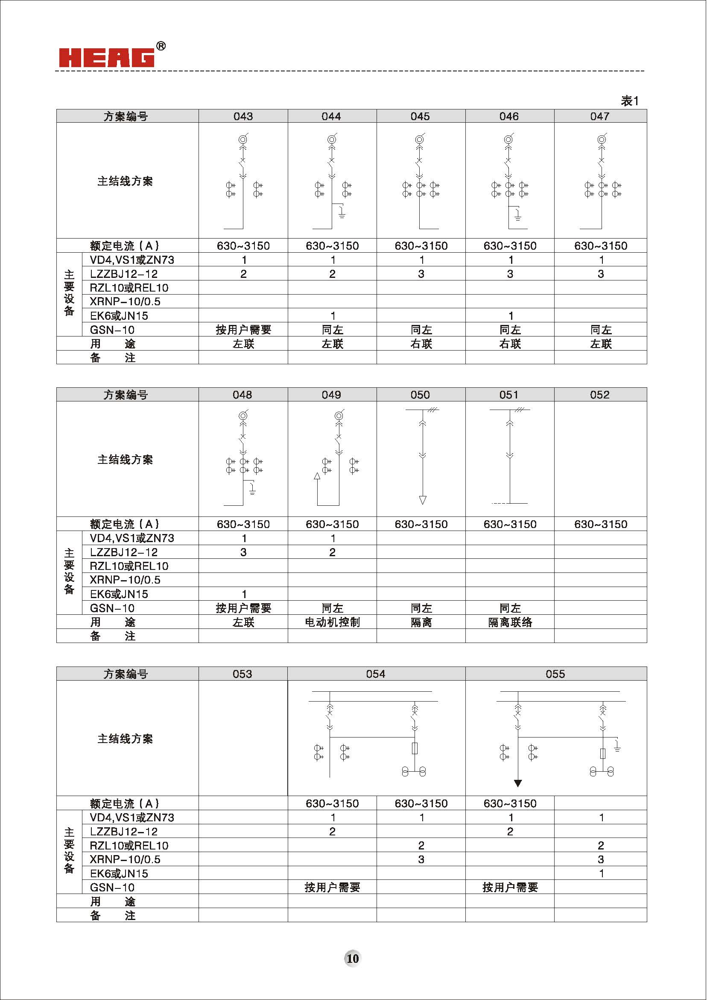 HEAG®
表1
方案编号 043 044 045 046 047
主结线方案
额定电流(A) 630~3150 630~3150 630~3150 630~3150 630~3150
主要设备
VD4,VS1或ZN73 1 1 1 1 1
LZZBJ12-12 2 2 3 3 3
RZL10或REL10
XRNP-10/0.5
EK6或JN15 1 1
GSN-10 按用户需要 同左 同左 同左 同左
用 途 左联 左联 右联 右联 左联
备 注
方案编号 048 049 050 051 052
主结线方案
额定电流(A) 630~3150 630~3150 630~3150 630~3150 630~3150
主要设备
VD4,VS1或ZN73 1 1
LZZBJ12-12 3 2
RZL10或REL10
XRNP-10/0.5
EK6或JN15 1
GSN-10 按用户需要 同左 同左 同左
用 途 左联 电动机控制 隔离 隔离联络
备 注
方案编号 053 054 055
主结线方案
额定电流(A) 630~3150 630~3150 630~3150
主要设备
VD4,VS1或ZN73 1 1 1 1
LZZBJ12-12 2 2
RZL10或REL10 2 2
XRNP-10/0.5 3 3
EK6或JN15 1
GSN-10 按用户需要 按用户需要
用 途
备 注
10